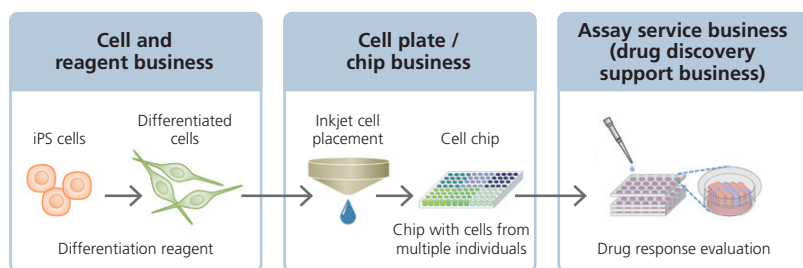 Cell and
reagent business
iPS cells
Differentiated
cells
Differentiation reagent
Cell plate /
chip business
Inkjet cell
placement
Cell chip
Chip with cells from
multiple individuals
Assay service business
(drug discovery
support business)
Drug response evaluation